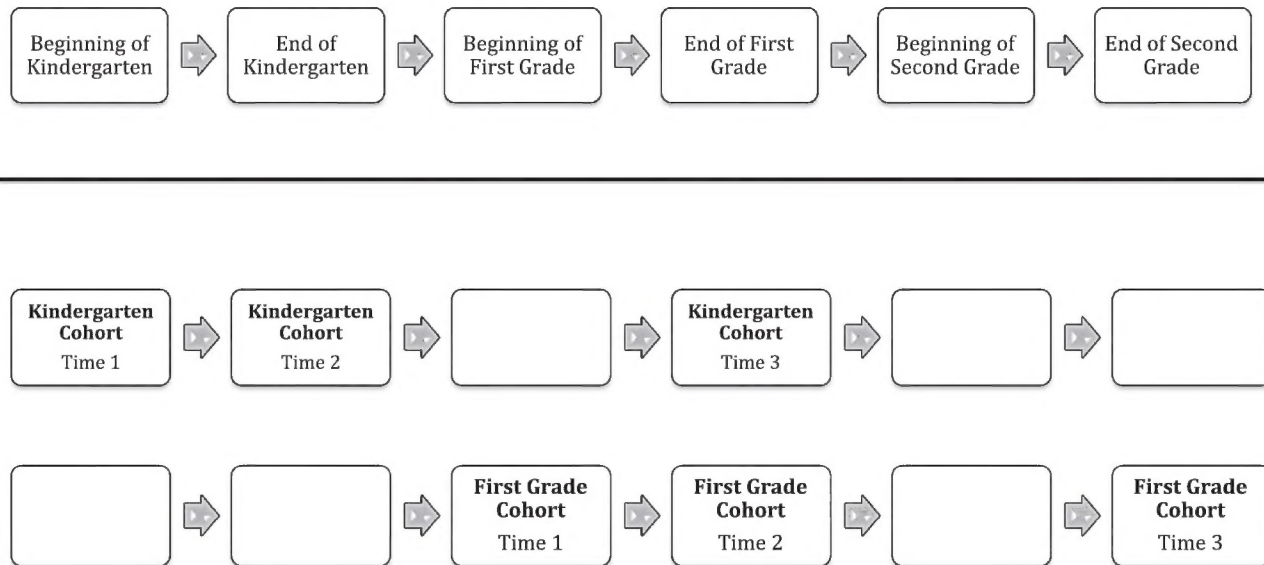 Beginning of
Kindergarten
End of
Kindergarten
Beginning of
First Grade
End of First
Grade
Beginning of
Second Grade
End of Second
Grade
Kindergarten
Cohort
Time 1
Kindergarten
Cohort
Time 2
Kindergarten
Cohort
Time 3
First Grade
Cohort
Time 1
First Grade
Cohort
Time 2
First Grade
Cohort
Time 3